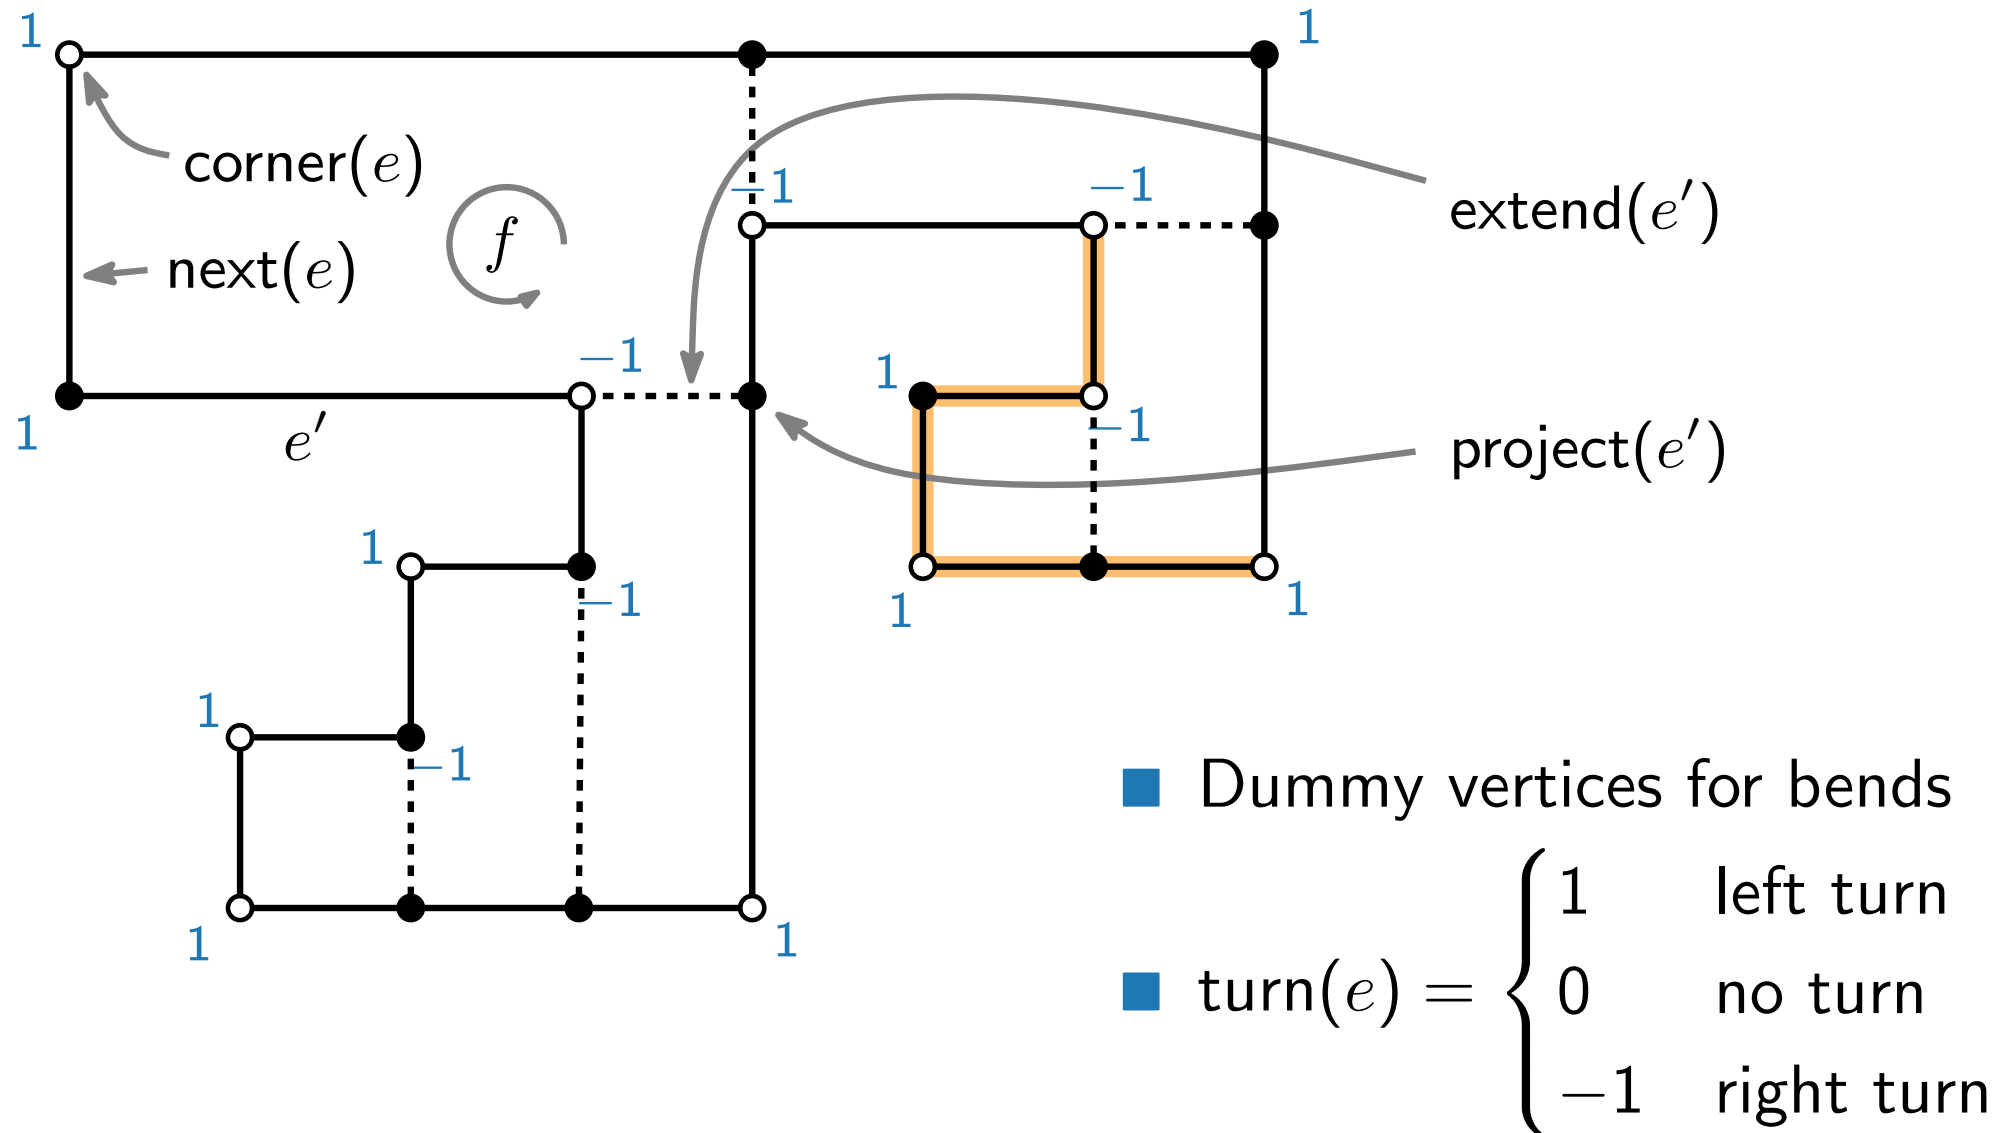 1
1
corner(e)
f
next(e)
−1
−1
extend(e′)
−1
1
1
e′
−1
project(e′)
1
−1
1
1
1
−1
1
1
Dummy vertices for bends
turn(e) = { 1 left turn
0 no turn
−1 right turn